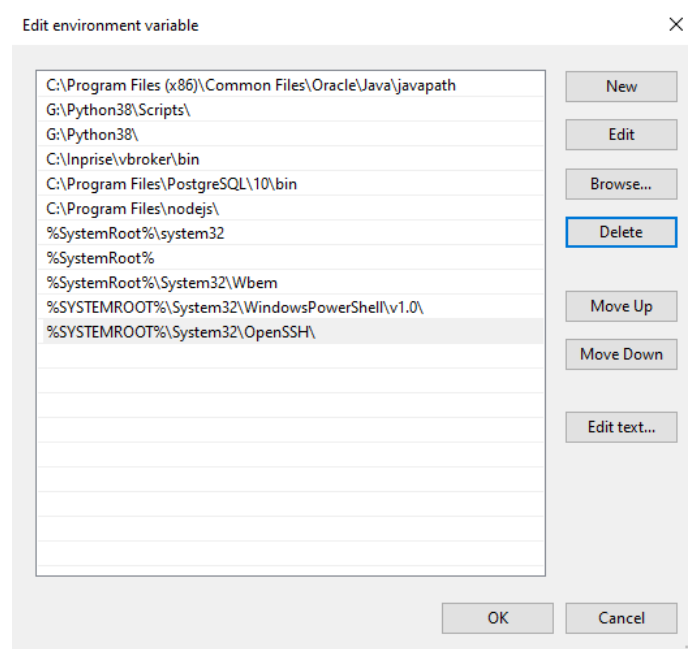 Edit environment variable
C:\Program Files (x86)\Common Files\Oracle\Java\javapath
G:\Python38\Scripts\
G:\Python38\
C:\Inprise\vbroker\bin
C:\Program Files\PostgreSQL\10\bin
C:\Program Files\nodejs\
%SystemRoot%\system32
%SystemRoot%
%SystemRoot%\System32\Wbem
%SYSTEMROOT%\System32\WindowsPowerShell\v1.0\
%SYSTEMROOT%\System32\OpenSSH\
New
Edit
Browse...
Delete
Move Up
Move Down
Edit text...
OK
Cancel